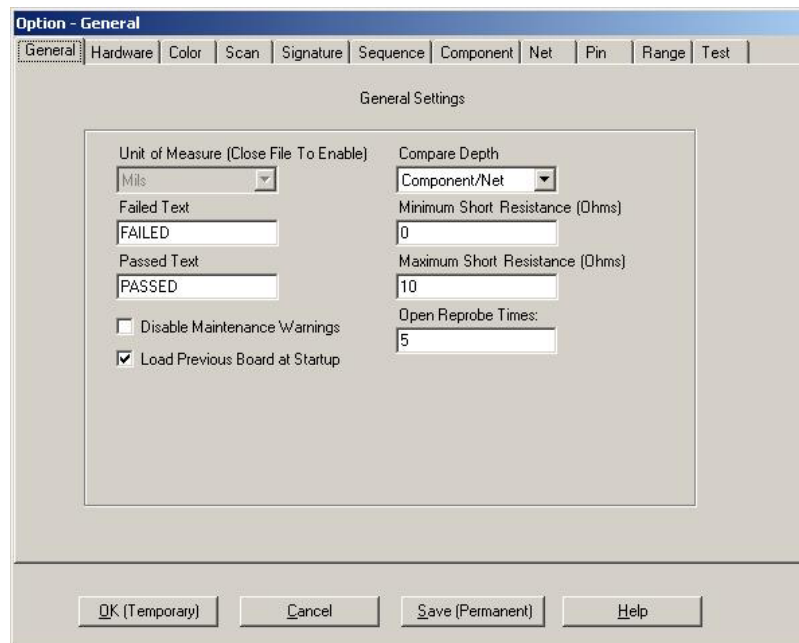 Option - General
General Hardware Color Scan Signature Sequence Component Net Pin Range Test
General Settings
Unit of Measure (Close File To Enable)
Mils
Failed Text
FAILED
Passed Text
PASSED
Disable Maintenance Warnings
Load Previous Board at Startup
Compare Depth
Component/Net
Minimum Short Resistance (Ohms)
0
Maximum Short Resistance (Ohms)
10
Open Reprobe Times:
5
OK (Temporary) Cancel Save (Permanent) Help